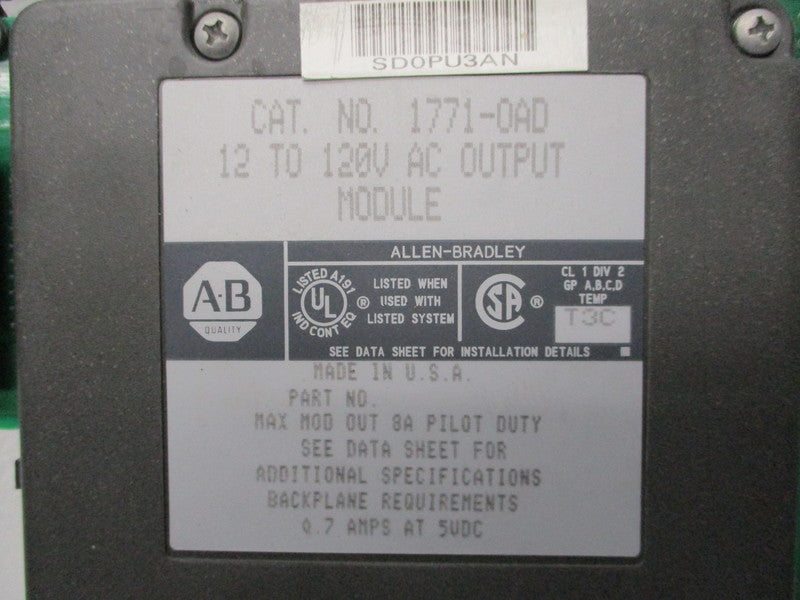 SD0PU3AN
CAT. NO. 1771-OAD
12 TO 120V AC OUTPUT
MODULE
ALLEN-BRADLEY
A-B
QUALITY
LISTED A191
UL
IND CONT EQ
®
LISTED WHEN
USED WITH
LISTED SYSTEM
SA
®
CL 1 DIV 2
GP A,B,C,D
TEMP
T3C
SEE DATA SHEET FOR INSTALLATION DETAILS
MADE IN U.S.A.
PART NO.
MAX MOD OUT 8A PILOT DUTY
SEE DATA SHEET FOR
ADDITIONAL SPECIFICATIONS
BACKPLANE REQUIREMENTS
0.7 AMPS AT 5VDC